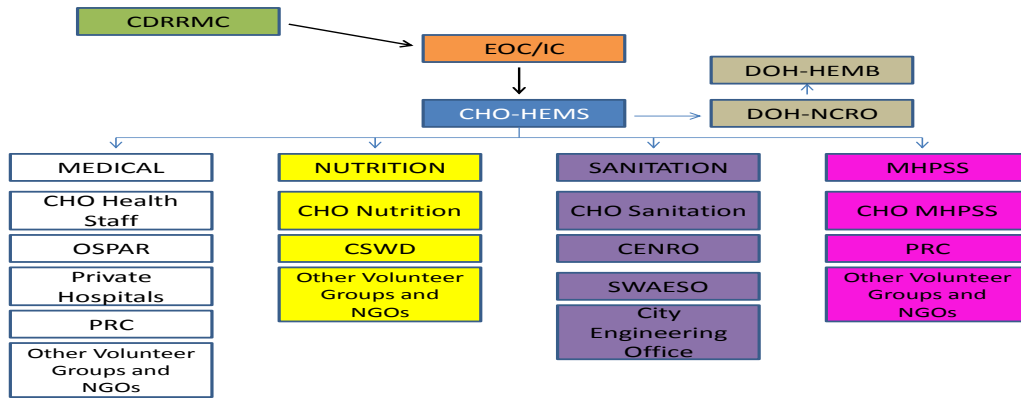 CDRRMC
EOC/IC
DOH-HEMB
CHO-HEMS
DOH-NCRO
MEDICAL
CHO Health
Staff
OSPAR
Private
Hospitals
PRC
Other Volunteer
Groups and
NGOs
NUTRITION
CHO Nutrition
CSWD
Other Volunteer
Groups and
NGOs
SANITATION
CHO Sanitation
CENRO
SWAESO
City
Engineering
Office
MHPSS
CHO MHPSS
PRC
Other Volunteer
Groups and
NGOs